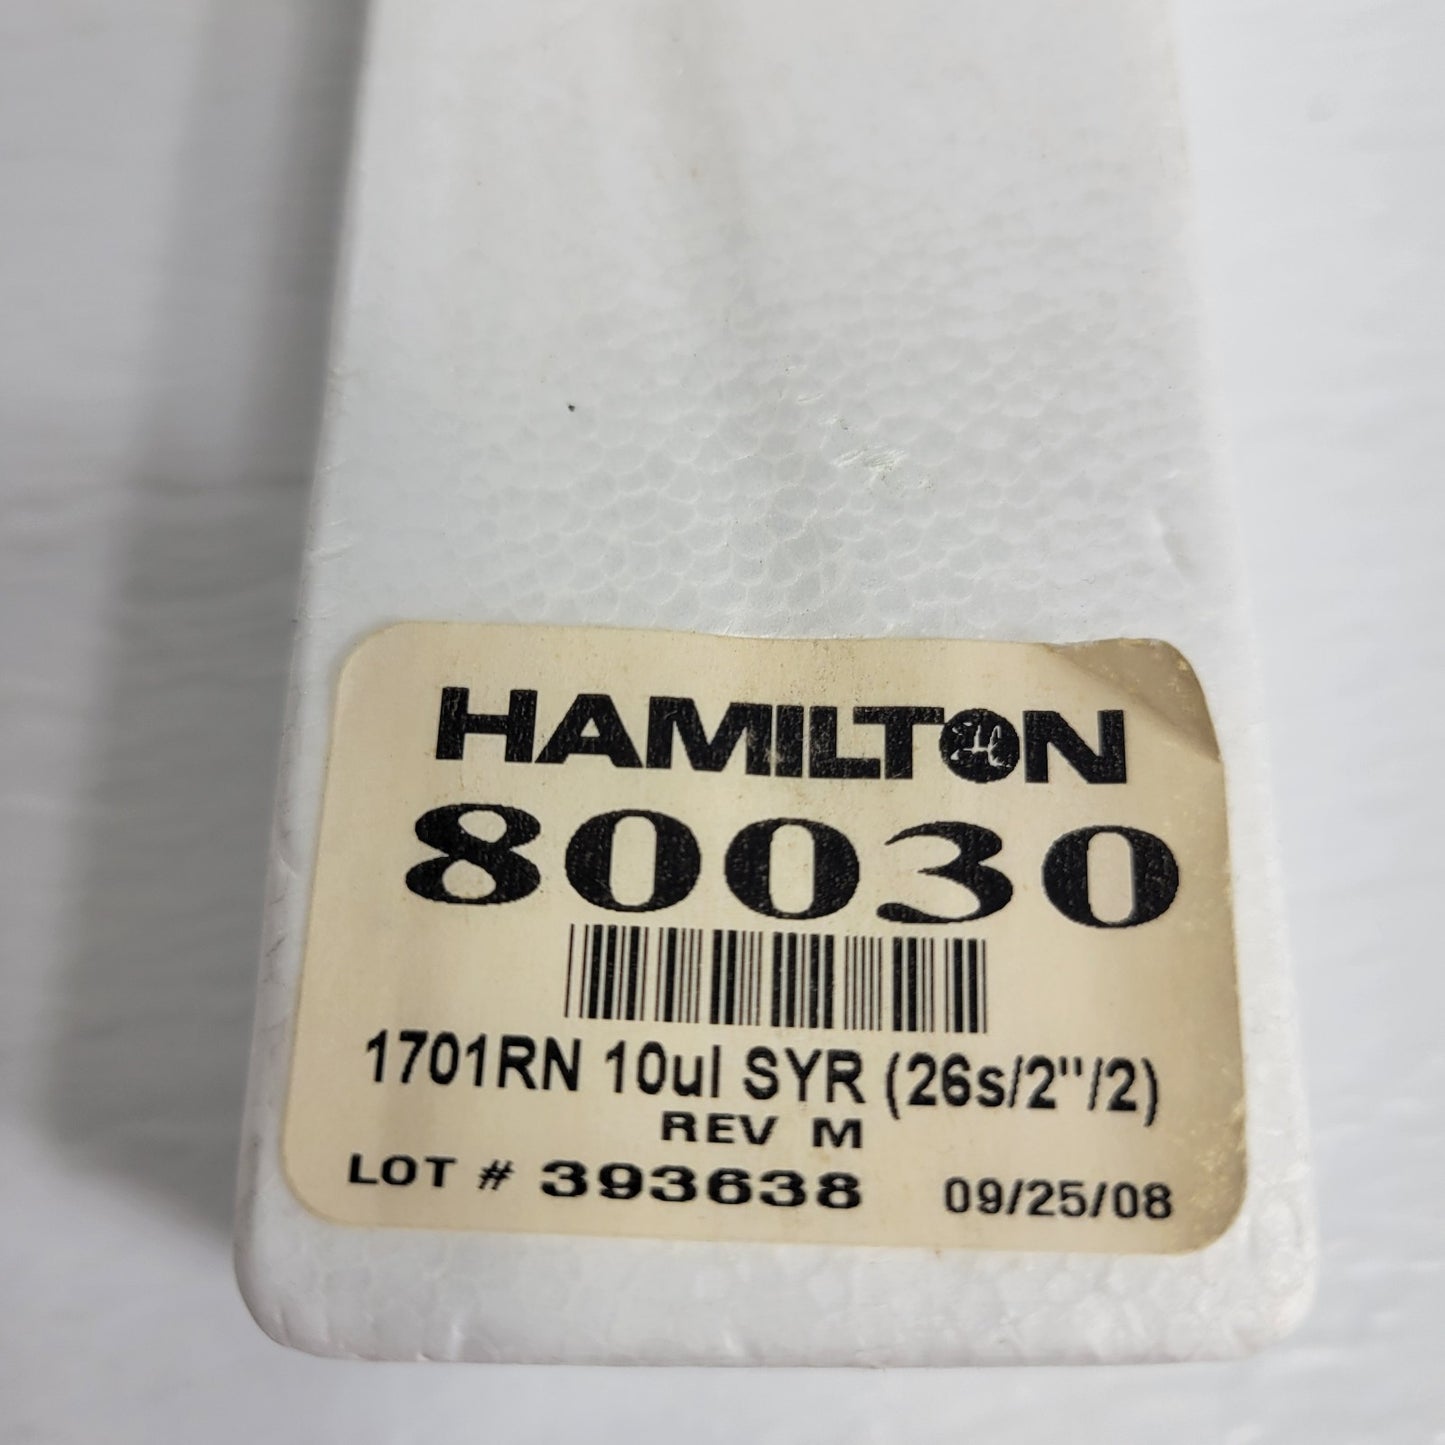 HAMILTON
80030
1701RN 10ul SYR (26s/2"/2)
REV M
LOT # 393638 09/25/08